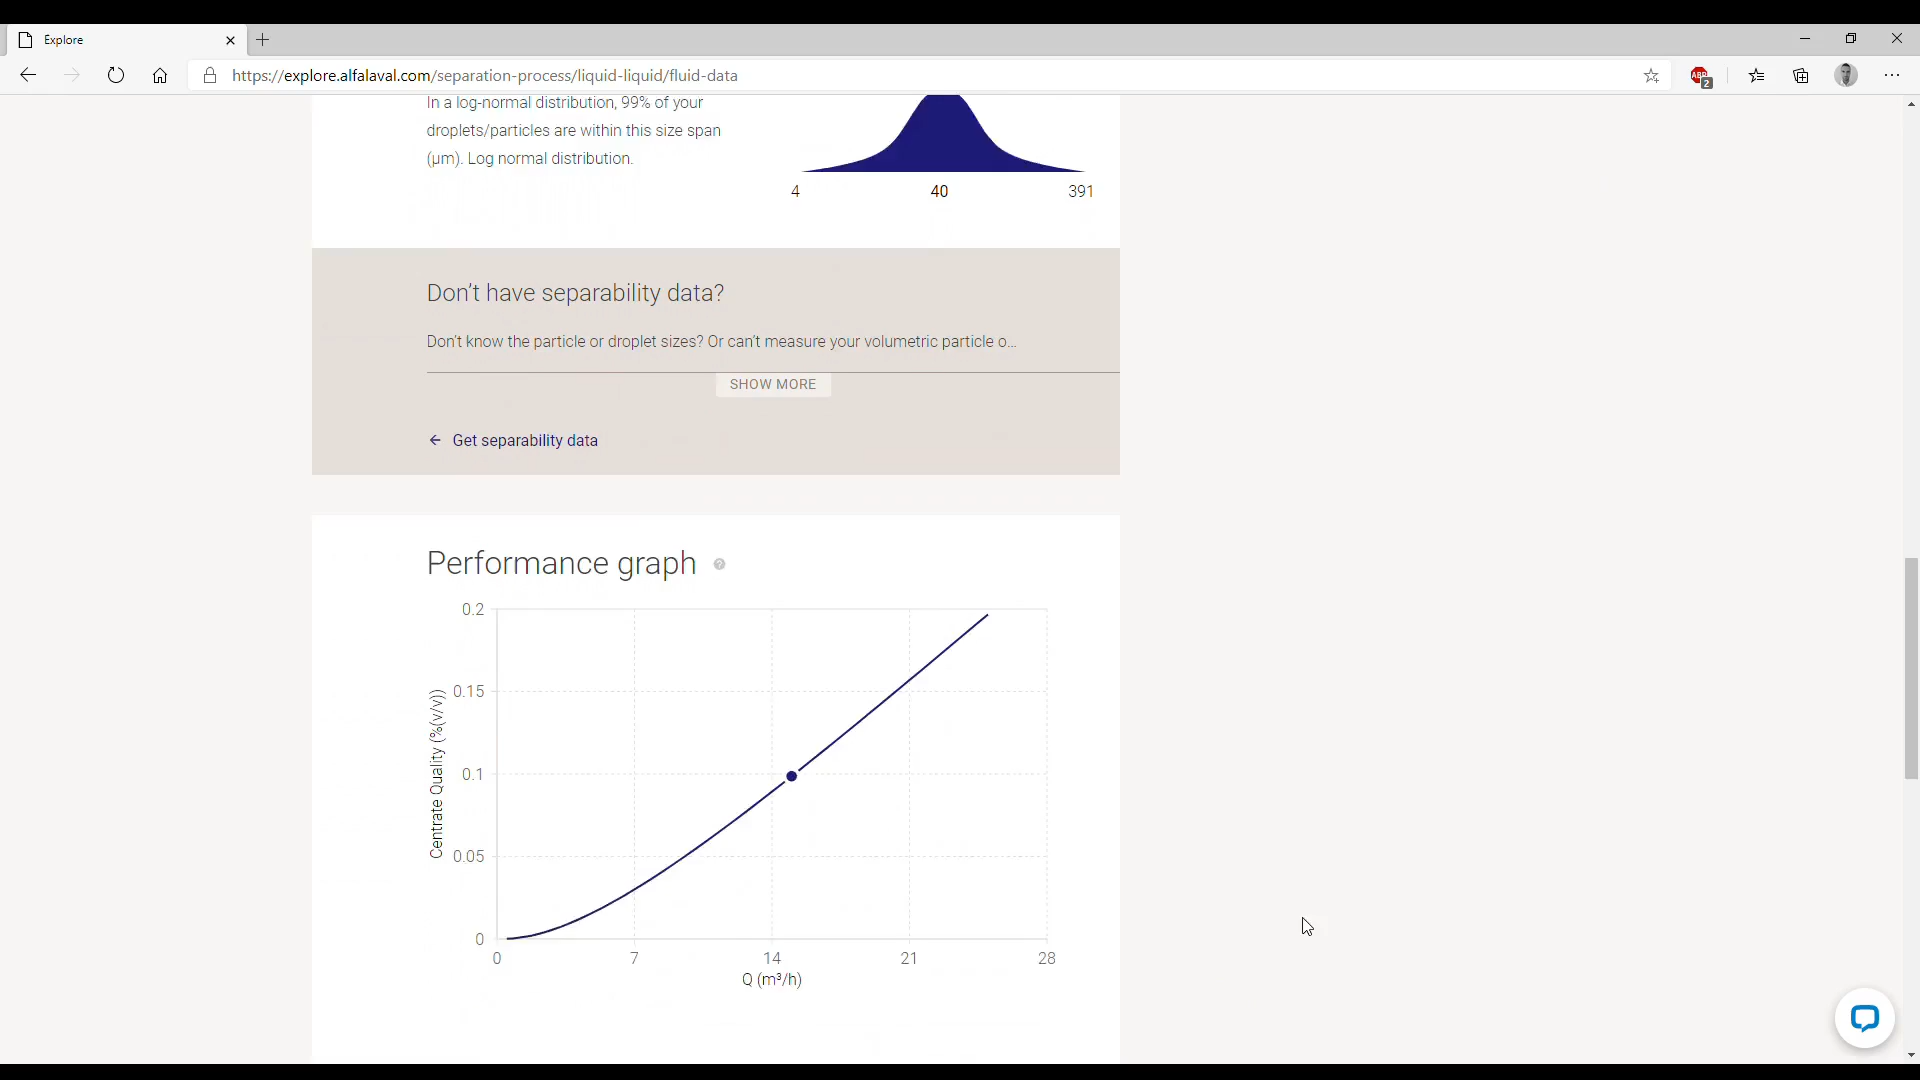 Explore
https://explore.alfalaval.com/separation-process/liquid-liquid/fluid-data
ABP
2
In a log-normal distribution, 99% of your
droplets/particles are within this size span
(µm). Log normal distribution.
4 40 391
Don't have separability data?
Don't know the particle or droplet sizes? Or can't measure your volumetric particle o...
SHOW MORE
Get separability data
Performance graph
?
0.2
0.15
0.1
0.05
0
Centrate Quality (%(v/v))
0 7 14 21 28
Q (m³/h)